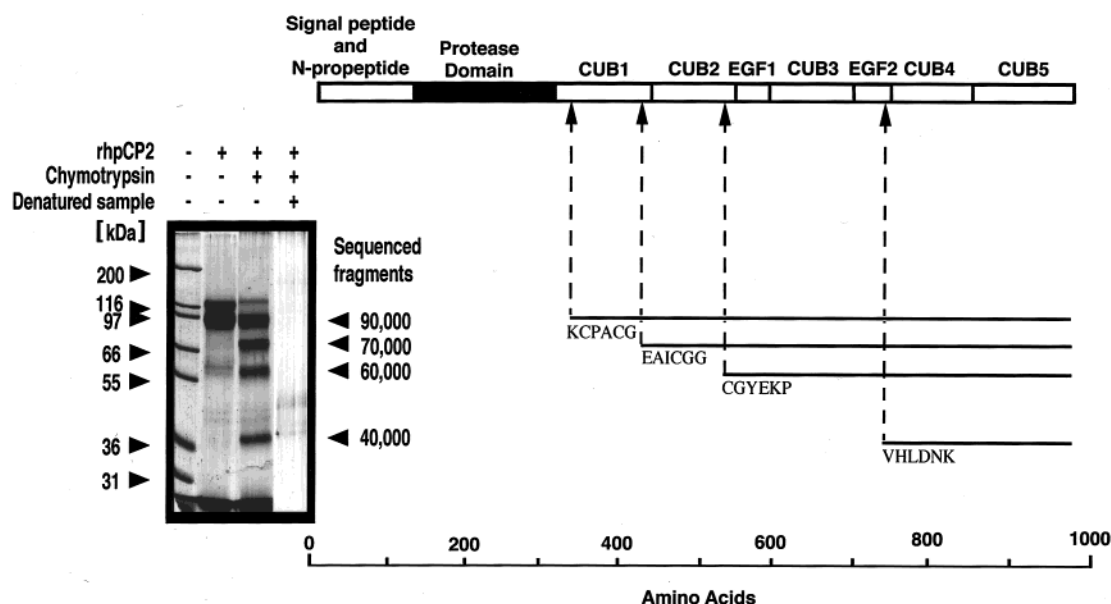 Signal peptide
and
N-propeptide
Protease
Domain
CUB1 CUB2 EGF1 CUB3 EGF2 CUB4 CUB5
rhpCP2 - + + +
Chymotrypsin - - + +
Denatured sample - - - +
[kDa]
200
116
97
66
55
36
31
Sequenced
fragments
90,000
70,000
60,000
40,000
KCPACG
EAICGG
CGYEKP
VHLDNK
0 200 400 600 800 1000
Amino Acids